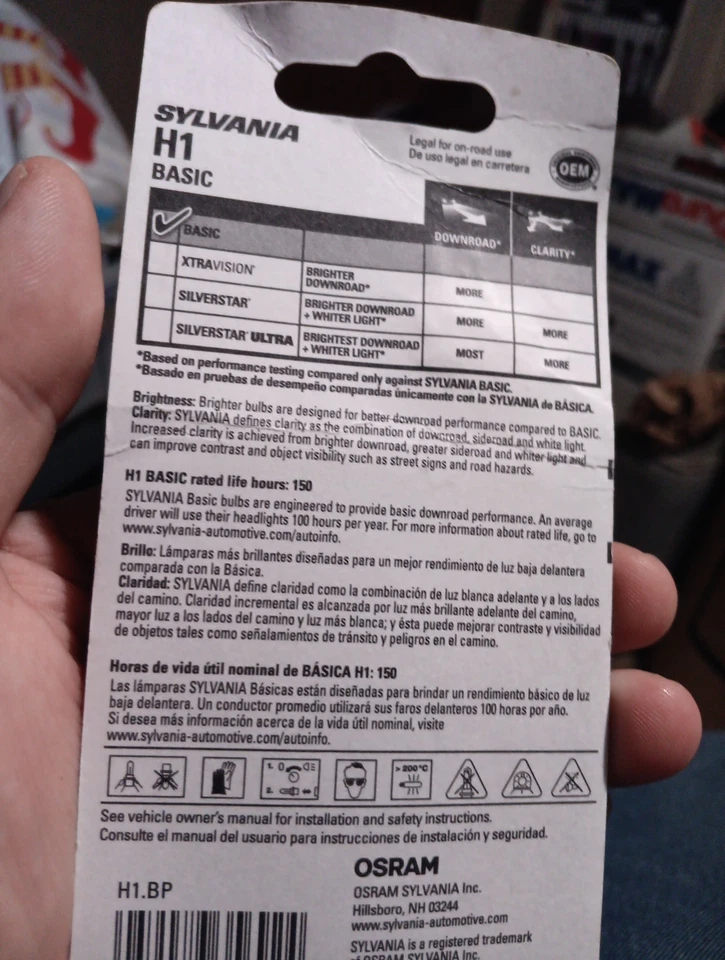 SYLVANIA
H1
BASIC
Legal for on-road use
De uso legal en carretera
OEM
DOWNROAD* CLARITY*
BASIC
XTRAVISION® BRIGHTER DOWNROAD* MORE
SILVERSTAR® BRIGHTER DOWNROAD + WHITER LIGHT* MORE MORE
SILVERSTAR® ULTRA BRIGHTEST DOWNROAD + WHITER LIGHT* MOST MORE
*Based on performance testing compared only against SYLVANIA BASIC.
*Basado en pruebas de desempeño comparadas únicamente con la SYLVANIA de BÁSICA.
Brightness: Brighter bulbs are designed for better downroad performance compared to BASIC.
Clarity: SYLVANIA defines clarity as the combination of downroad, sideroad and white light.
Increased clarity is achieved from brighter downroad, greater sideroad and whiter light and
can improve contrast and object visibility such as street signs and road hazards.
H1 BASIC rated life hours: 150
SYLVANIA Basic bulbs are engineered to provide basic downroad performance. An average
driver will use their headlights 100 hours per year. For more information about rated life, go to
www.sylvania-automotive.com/autoinfo.
Brillo: Lámparas más brillantes diseñadas para un mejor rendimiento de luz baja delantera
comparada con la Básica.
Claridad: SYLVANIA define claridad como la combinación de luz blanca adelante y a los lados
del camino. Claridad incremental es alcanzada por luz más brillante adelante del camino,
mayor luz a los lados del camino y luz más blanca; y ésta puede mejorar contraste y visibilidad
de objetos tales como señalamientos de tránsito y peligros en el camino.
Horas de vida útil nominal de BÁSICA H1: 150
Las lámparas SYLVANIA Básicas están diseñadas para brindar un rendimiento básico de luz
baja delantera. Un conductor promedio utilizará sus faros delanteros 100 horas por año.
Si desea más información acerca de la vida útil nominal, visite
www.sylvania-automotive.com/autoinfo.
1. 0
2.
> 200°C
See vehicle owner's manual for installation and safety instructions.
Consulte el manual del usuario para instrucciones de instalación y seguridad.
H1.BP
OSRAM
OSRAM SYLVANIA Inc.
Hillsboro, NH 03244
www.sylvania-automotive.com
SYLVANIA is a registered trademark
of OSRAM SYLVANIA Inc.